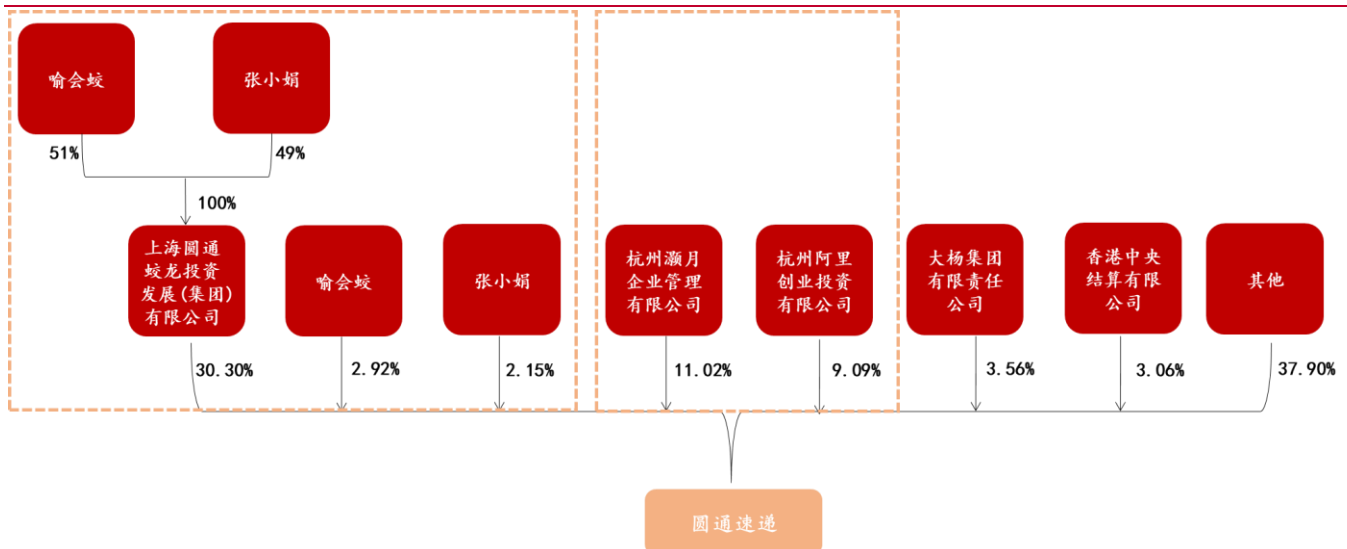 喻会蛟
张小娟
51%
49%
100%
上海圆通
蛟龙投资
发展(集团)
有限公司
喻会蛟
张小娟
杭州灏月
企业管理
有限公司
杭州阿里
创业投资
有限公司
大杨集团
有限责任
公司
香港中央
结算有限
公司
其他
30.30%
2.92%
2.15%
11.02%
9.09%
3.56%
3.06%
37.90%
圆通速递